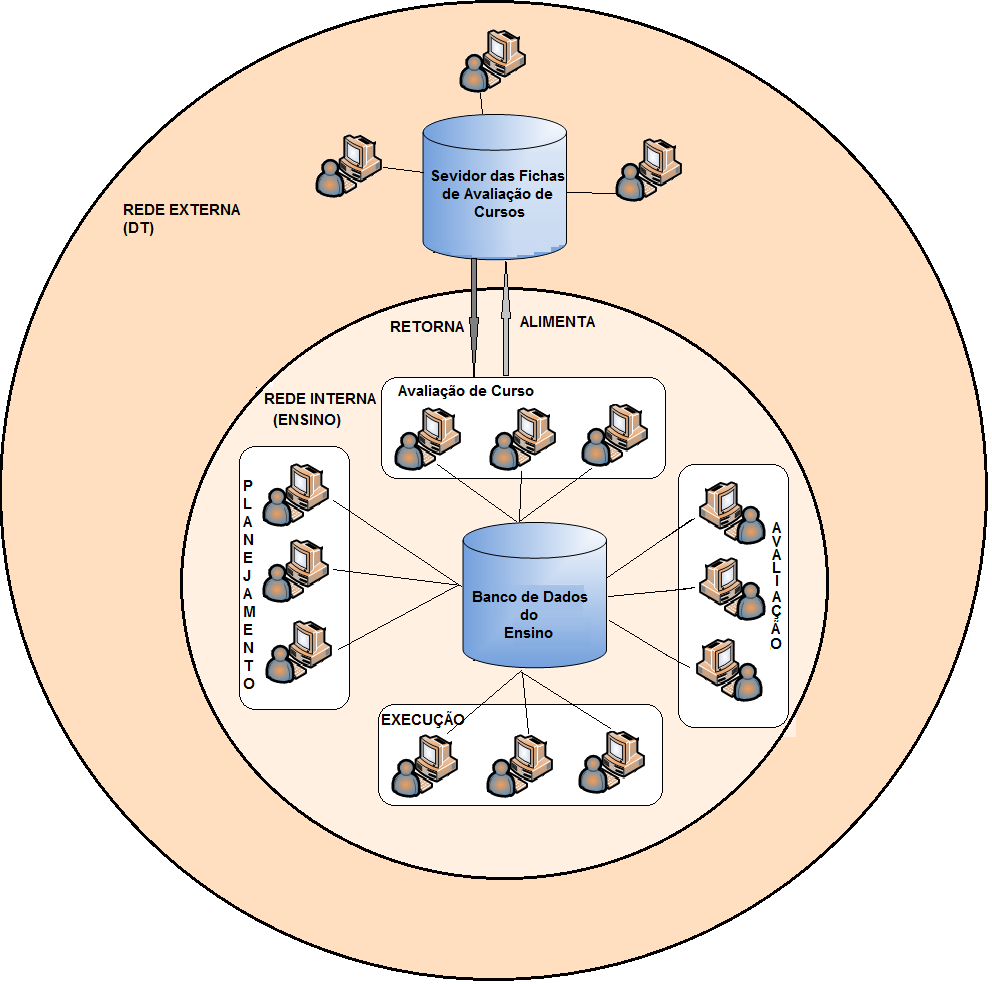 Sevidor das Fichas
de Avaliação de
Cursos
REDE EXTERNA
(DT)
RETORNA
ALIMENTA
Avaliação de Curso
REDE INTERNA
(ENSINO)
PLANEJAMENTO
AVALIAÇÃO
Banco de Dados
do
Ensino
EXECUÇÃO